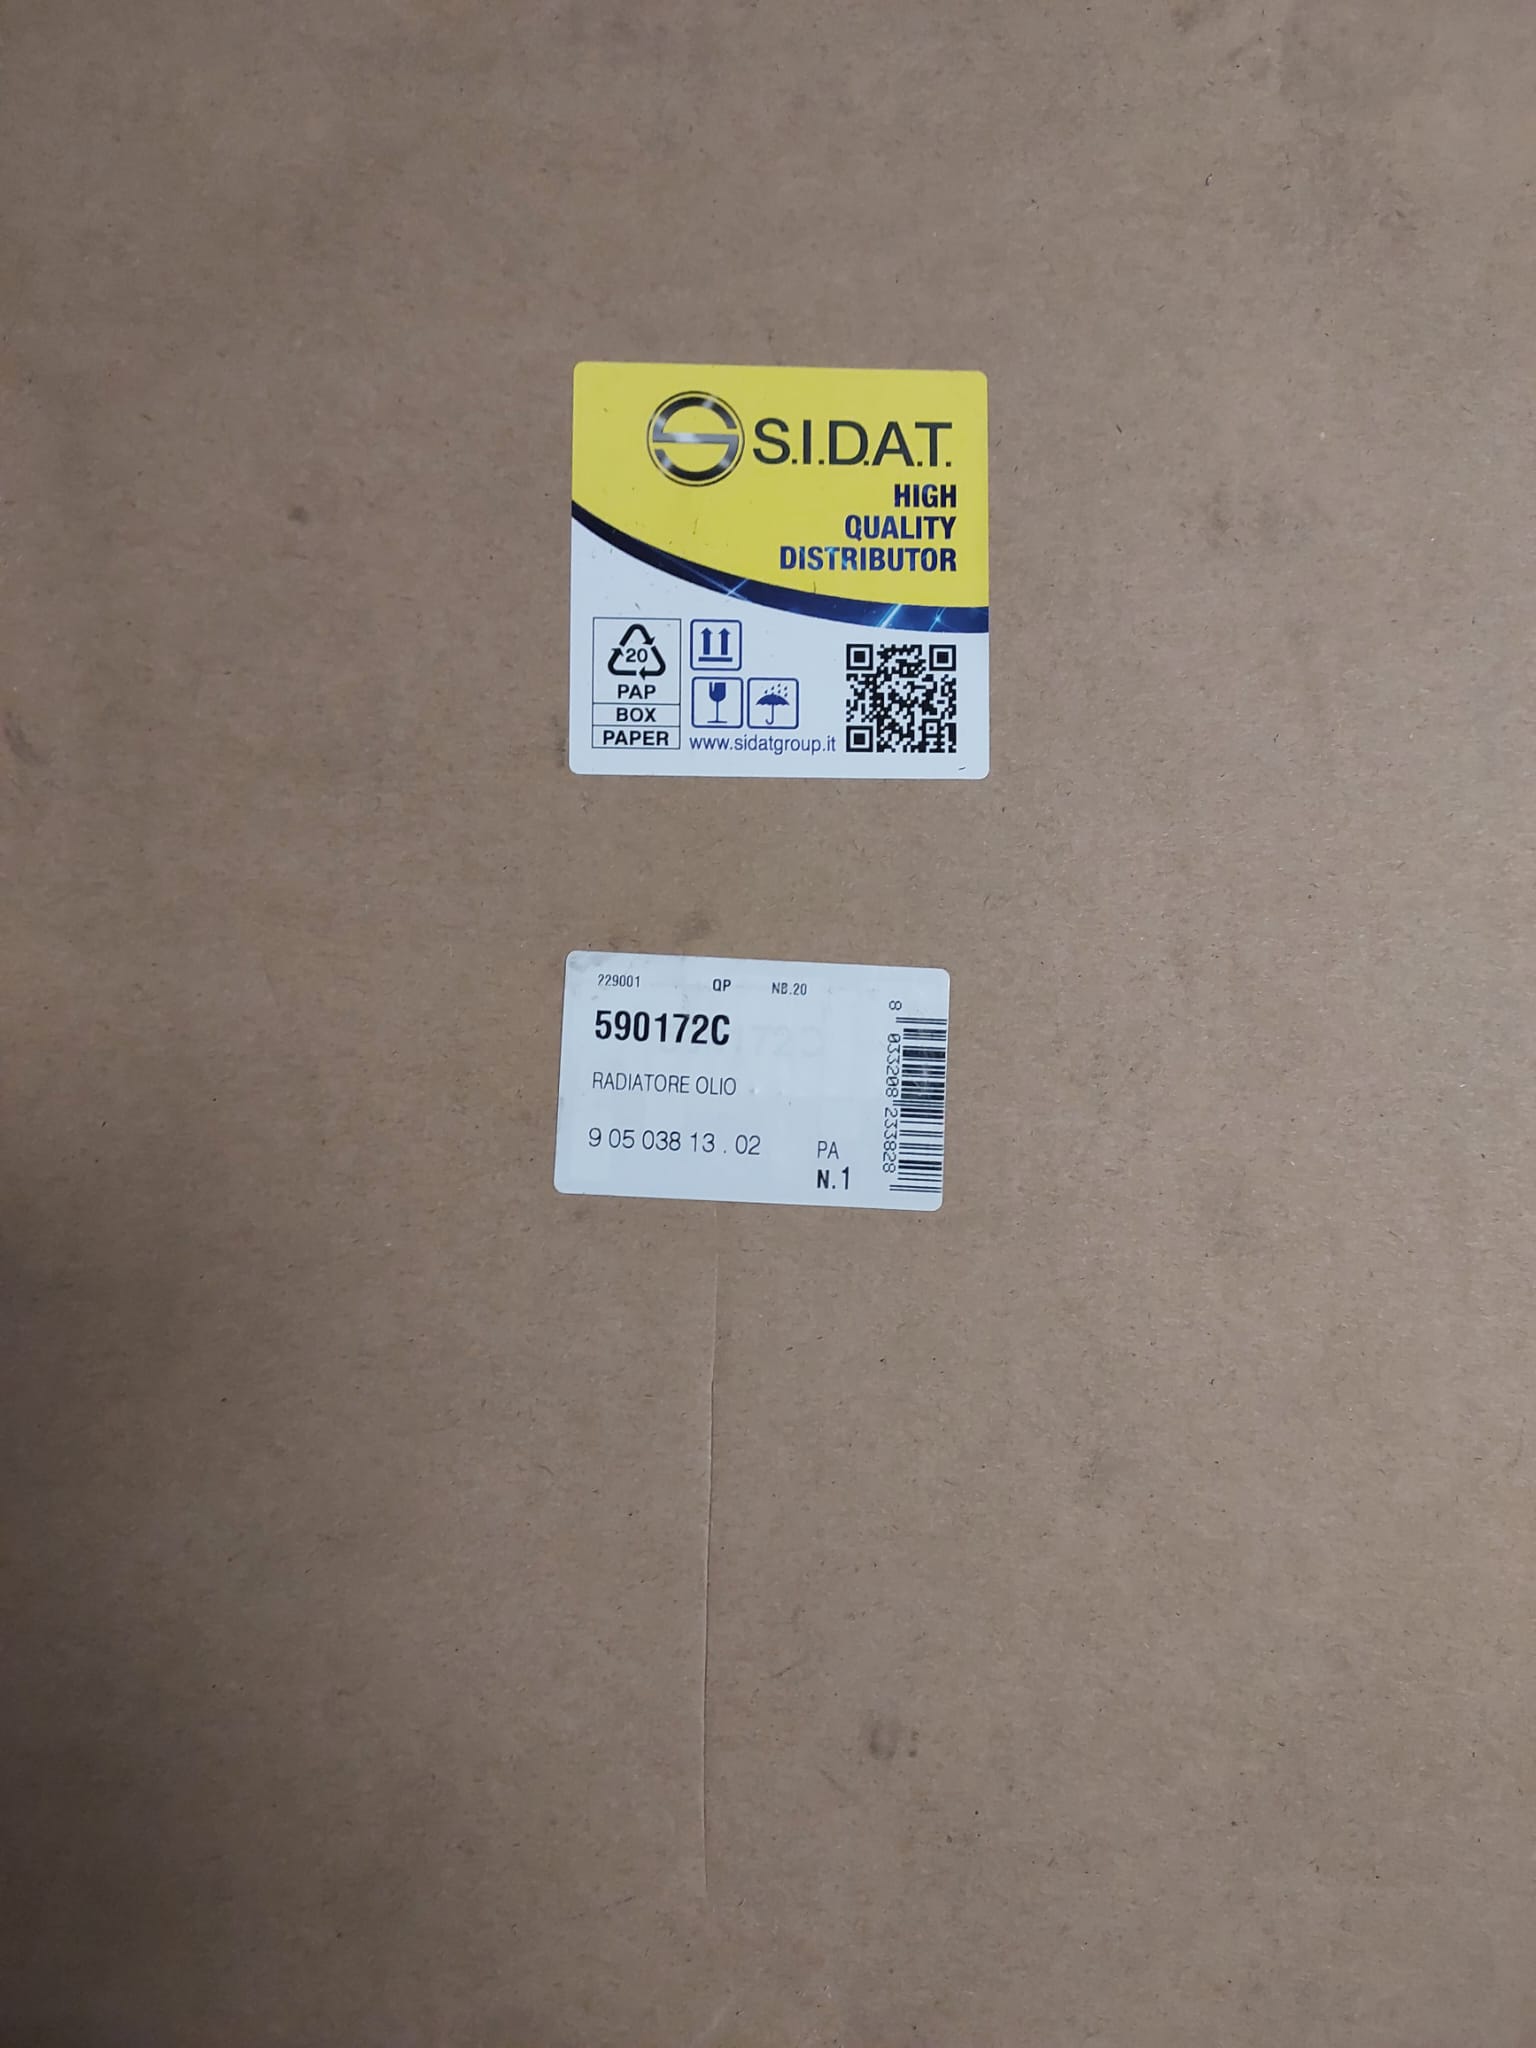 S.I.D.A.T.
HIGH
QUALITY
DISTRIBUTOR
20
PAP
BOX
PAPER
www.sidatgroup.it
229001 QP NB.20
590172C
RADIATORE OLIO
9 05 038 13 . 02
PA
N.1
8 033208 233828